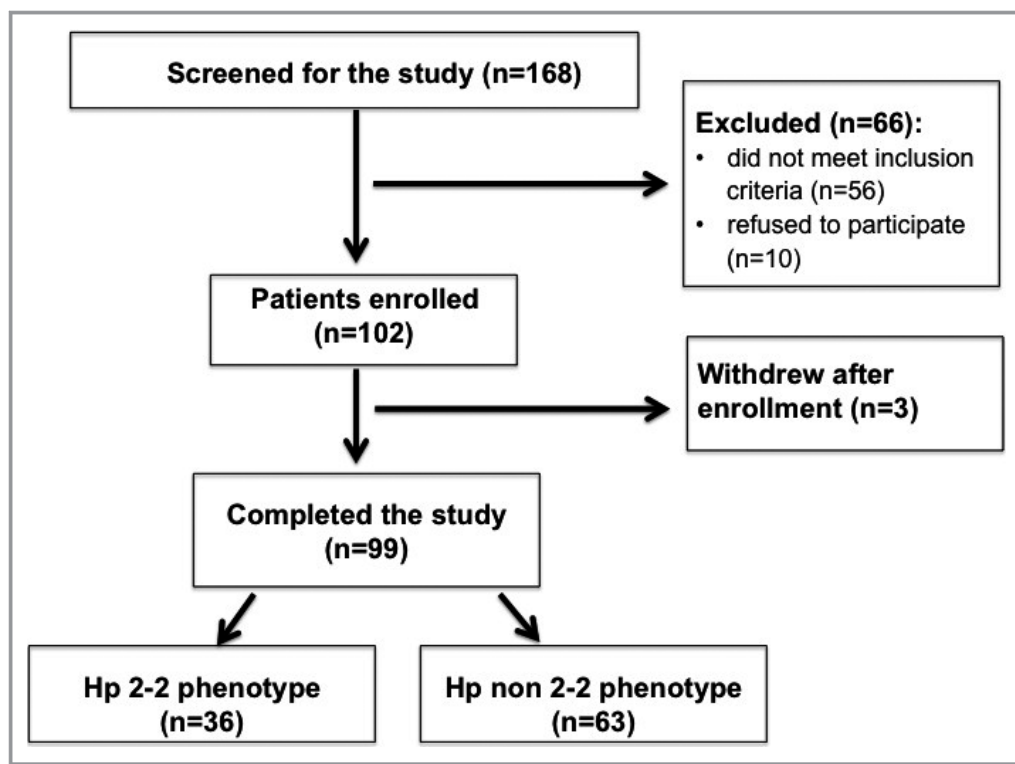 Screened for the study (n=168)
Excluded (n=66):
• did not meet inclusion
criteria (n=56)
• refused to participate
(n=10)
Patients enrolled
(n=102)
Withdrew after
enrollment (n=3)
Completed the study
(n=99)
Hp 2-2 phenotype
(n=36)
Hp non 2-2 phenotype
(n=63)